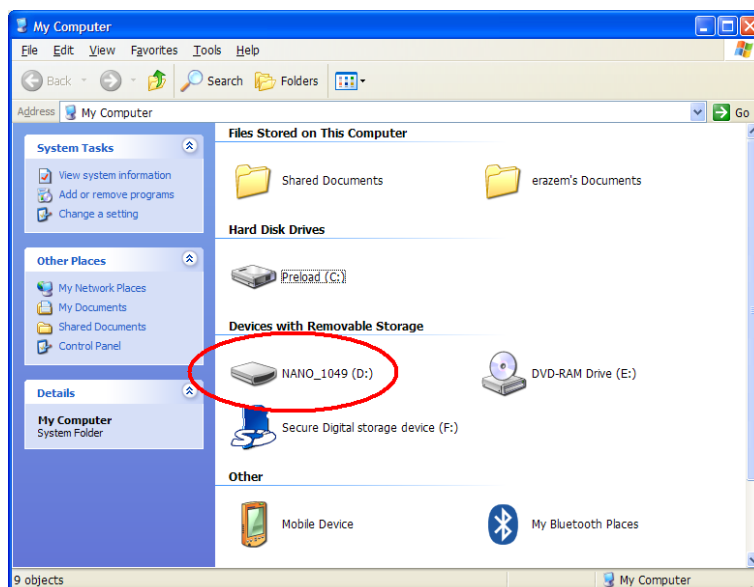 My Computer
File Edit View Favorites Tools Help
Back Search Folders
Address My Computer Go
System Tasks
View system information
Add or remove programs
Change a setting
Other Places
My Network Places
My Documents
Shared Documents
Control Panel
Details
My Computer
System Folder
Files Stored on This Computer
Shared Documents erazem's Documents
Hard Disk Drives
Preload (C:)
Devices with Removable Storage
NANO_1049 (D:) DVD-RAM Drive (E:)
Secure Digital storage device (F:)
Other
Mobile Device My Bluetooth Places
9 objects My Computer